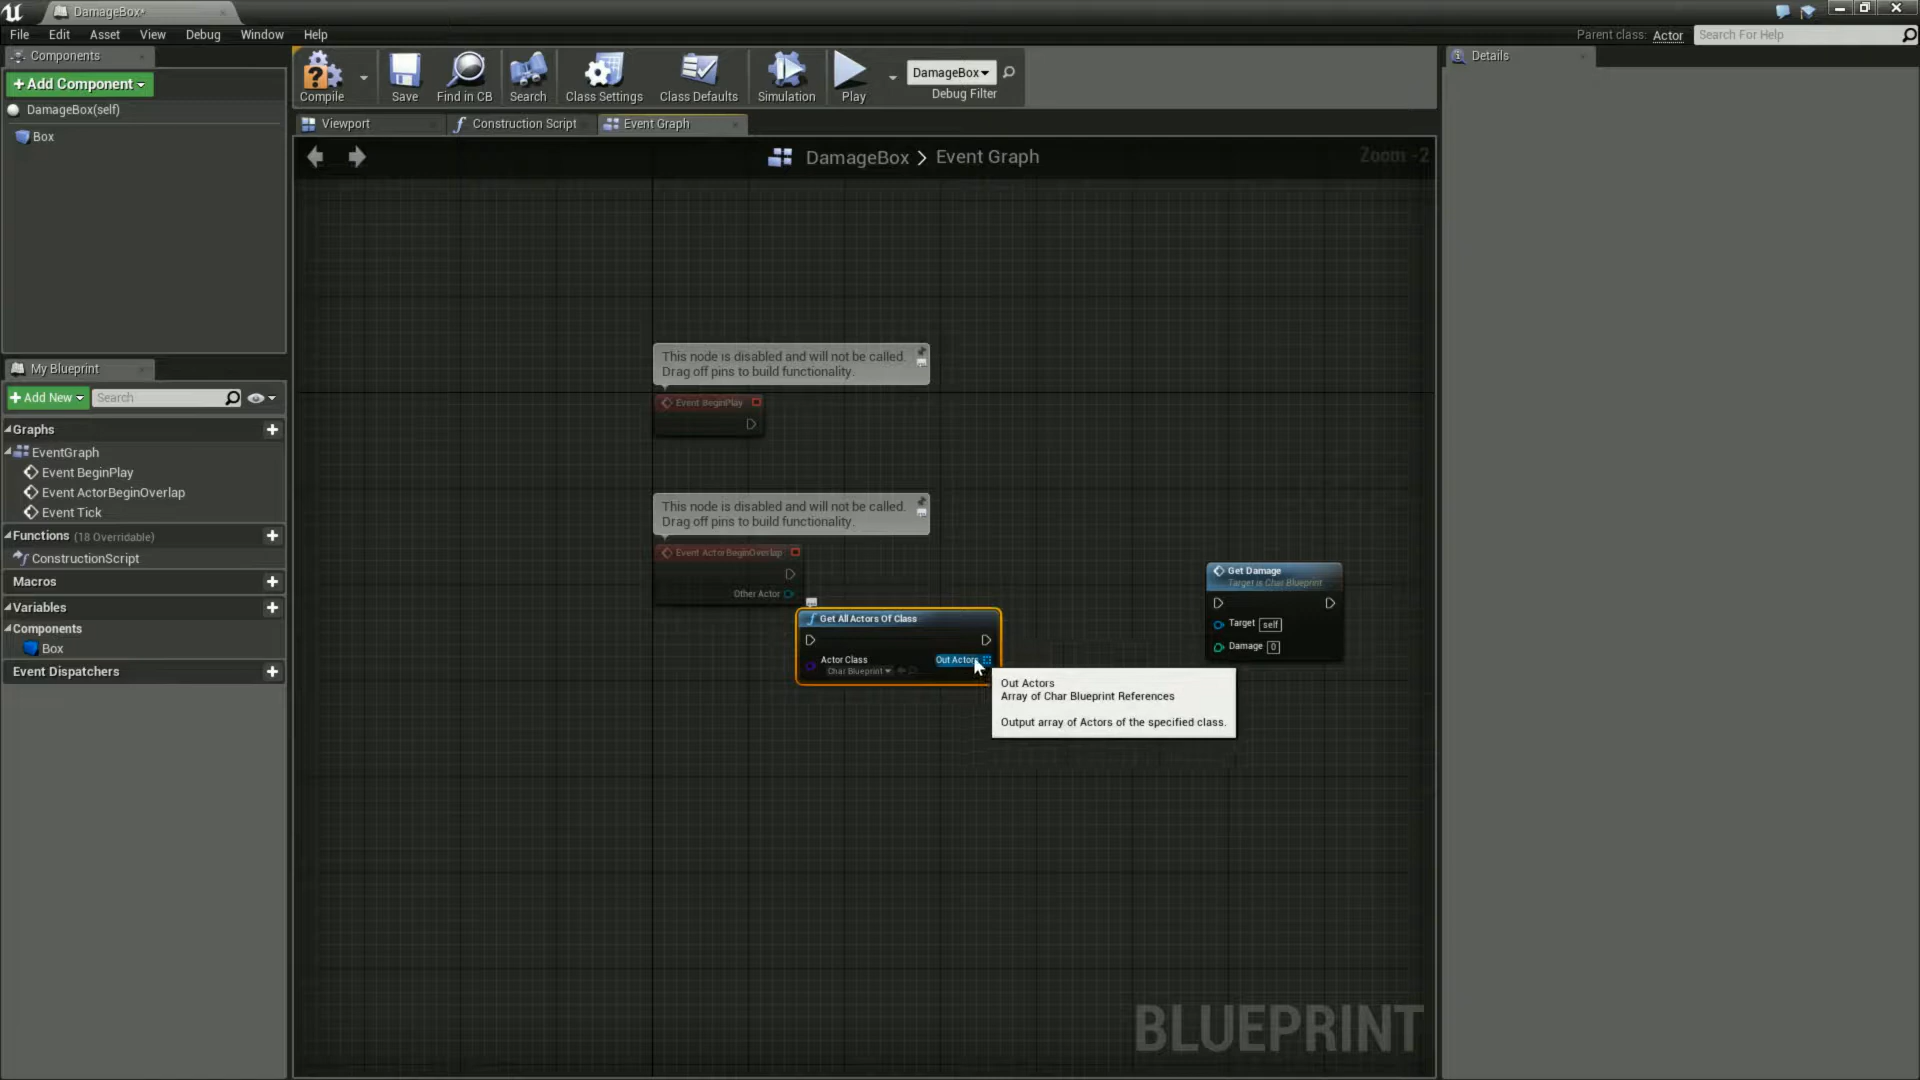 DamageBox*
File Edit Asset View Debug Window Help
Parent class: Actor
Search For Help
Components
+Add Component
DamageBox(self)
Box
Compile
Save
Find in CB
Search
Class Settings
Class Defaults
Simulation
Play
DamageBox
Debug Filter
Details
Viewport
Construction Script
Event Graph
DamageBox > Event Graph
Zoom -2
My Blueprint
+Add New
Search
Graphs
EventGraph
Event BeginPlay
Event ActorBeginOverlap
Event Tick
Functions (18 Overridable)
ConstructionScript
Macros
Variables
Components
Box
Event Dispatchers
This node is disabled and will not be called.
Drag off pins to build functionality.
Event BeginPlay
This node is disabled and will not be called.
Drag off pins to build functionality.
Event ActorBeginOverlap
Other Actor
Get All Actors Of Class
Actor Class
Char Blueprint
Out Actors
Out Actors
Array of Char Blueprint References
Output array of Actors of the specified class.
Get Damage
Target is Char Blueprint
Target self
Damage 0
BLUEPRINT